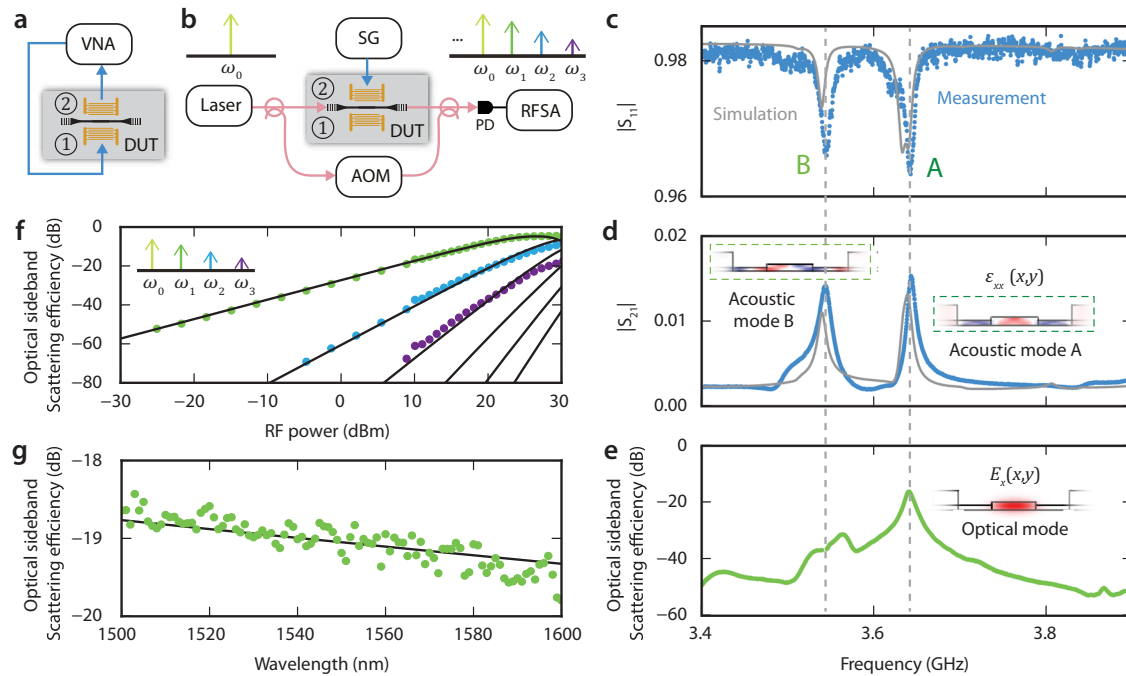 a
VNA
②
①
DUT
b
ω₀
SG
...
ω₀ ω₁ ω₂ ω₃
Laser
②
①
DUT
PD
RFSA
AOM
c
|S₁₁|
0.98
0.96
Simulation
Measurement
B
A
f
Optical sideband
Scattering efficiency (dB)
0
−20
−40
−60
−80
ω₀ ω₁ ω₂ ω₃
−30 −20 −10 0 10 20 30
RF power (dBm)
d
|S₂₁|
0.02
0.01
0.00
Acoustic
mode B
εₓₓ (x,y)
Acoustic mode A
g
Optical sideband
Scattering efficiency (dB)
−18
−19
−20
1500 1520 1540 1560 1580 1600
Wavelength (nm)
e
Optical sideband
Scattering efficiency (dB)
0
−20
−40
−60
Eₓ(x,y)
Optical mode
3.4 3.6 3.8
Frequency (GHz)